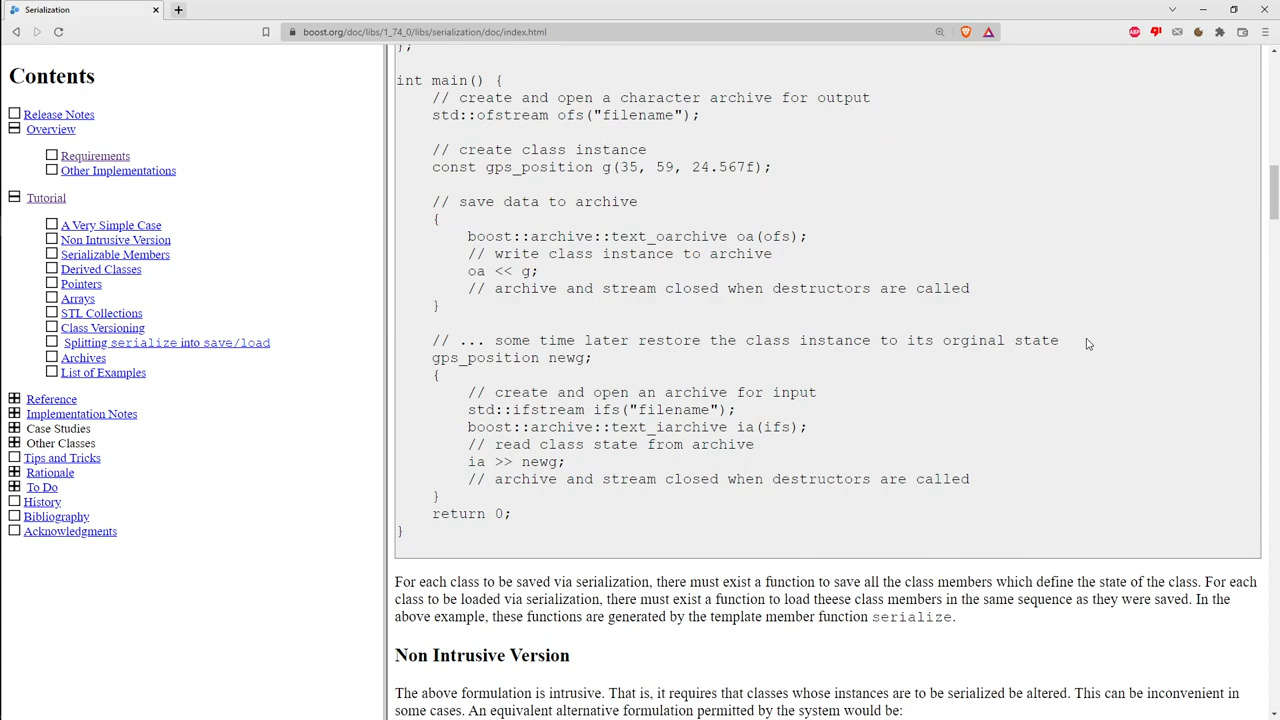 Serialization
boost.org/doc/libs/1_74_0/libs/serialization/doc/index.html
ABP
Contents
Release Notes
Overview
Requirements
Other Implementations
Tutorial
A Very Simple Case
Non Intrusive Version
Serializable Members
Derived Classes
Pointers
Arrays
STL Collections
Class Versioning
Splitting serialize into save/load
Archives
List of Examples
Reference
Implementation Notes
Case Studies
Other Classes
Tips and Tricks
Rationale
To Do
History
Bibliography
Acknowledgments
};
int main() {
// create and open a character archive for output
std::ofstream ofs("filename");
// create class instance
const gps_position g(35, 59, 24.567f);
// save data to archive
{
boost::archive::text_oarchive oa(ofs);
// write class instance to archive
oa << g;
// archive and stream closed when destructors are called
}
// ... some time later restore the class instance to its orginal state
gps_position newg;
{
// create and open an archive for input
std::ifstream ifs("filename");
boost::archive::text_iarchive ia(ifs);
// read class state from archive
ia >> newg;
// archive and stream closed when destructors are called
}
return 0;
}
For each class to be saved via serialization, there must exist a function to save all the class members which define the state of the class. For each
class to be loaded via serialization, there must exist a function to load theese class members in the same sequence as they were saved. In the
above example, these functions are generated by the template member function serialize.
Non Intrusive Version
The above formulation is intrusive. That is, it requires that classes whose instances are to be serialized be altered. This can be inconvenient in
some cases. An equivalent alternative formulation permitted by the system would be: